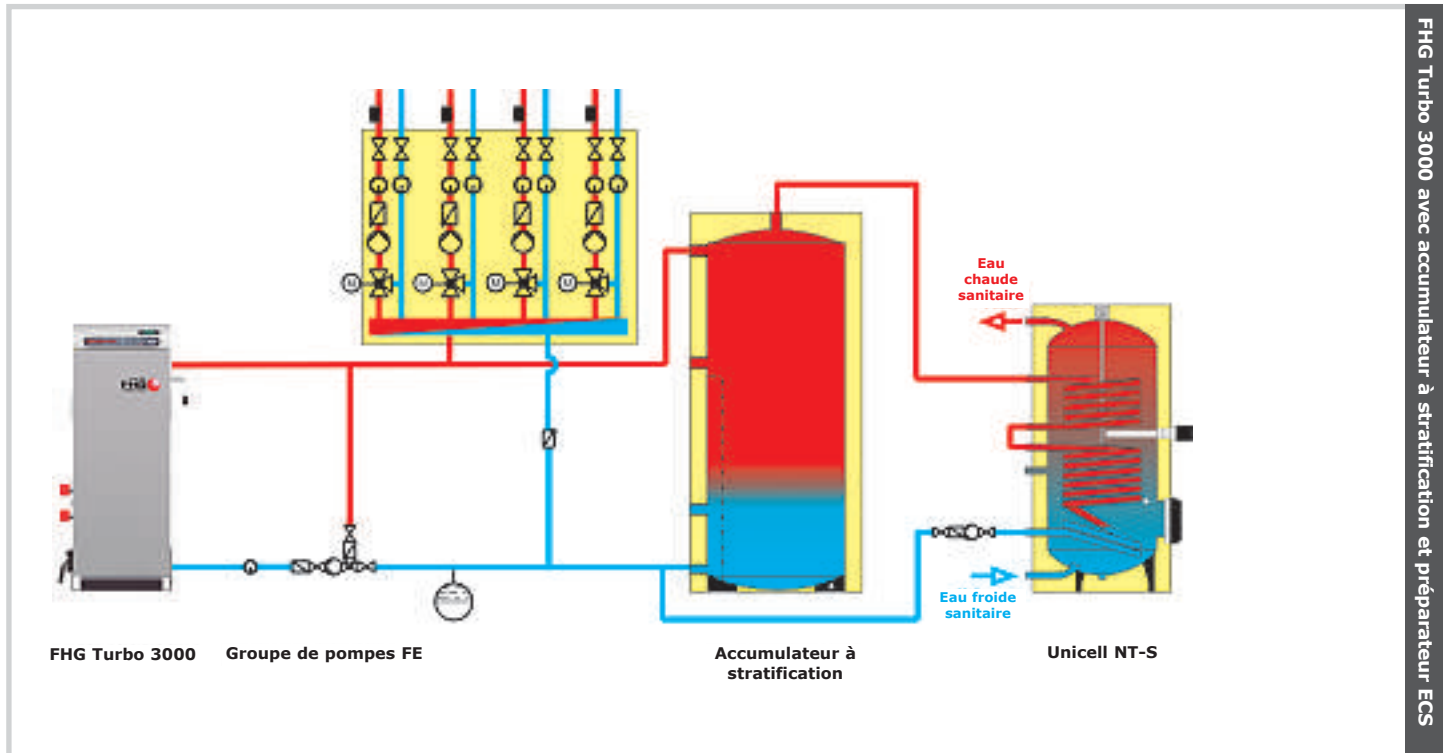 FHG Turbo 3000 avec accumulateur à stratification et préparateur ECS
M
M
M
M
FHG
Eau
chaude
sanitaire
Eau froide
sanitaire
FHG Turbo 3000
Groupe de pompes FE
Accumulateur à
stratification
Unicell NT-S